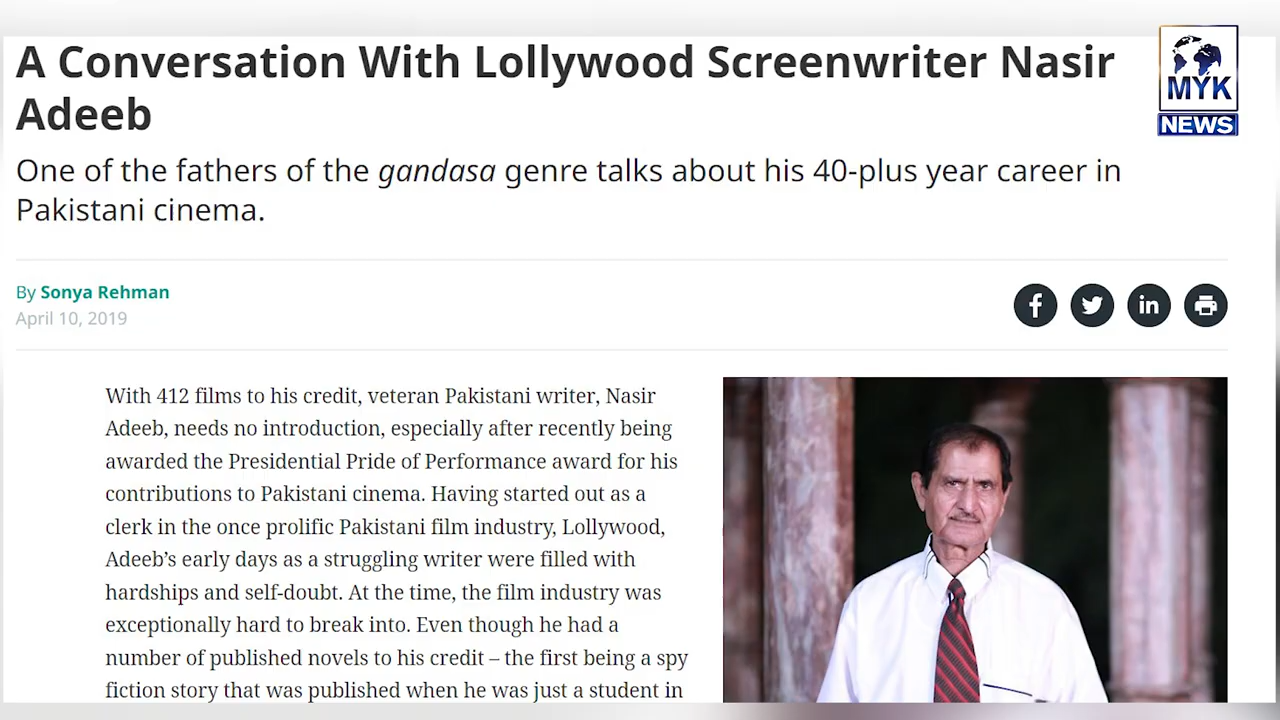 A Conversation With Lollywood Screenwriter Nasir
Adeeb
MYK
NEWS
One of the fathers of the gandasa genre talks about his 40-plus year career in
Pakistani cinema.
By Sonya Rehman
April 10, 2019
With 412 films to his credit, veteran Pakistani writer, Nasir
Adeeb, needs no introduction, especially after recently being
awarded the Presidential Pride of Performance award for his
contributions to Pakistani cinema. Having started out as a
clerk in the once prolific Pakistani film industry, Lollywood,
Adeeb’s early days as a struggling writer were filled with
hardships and self-doubt. At the time, the film industry was
exceptionally hard to break into. Even though he had a
number of published novels to his credit – the first being a spy
fiction story that was published when he was just a student in